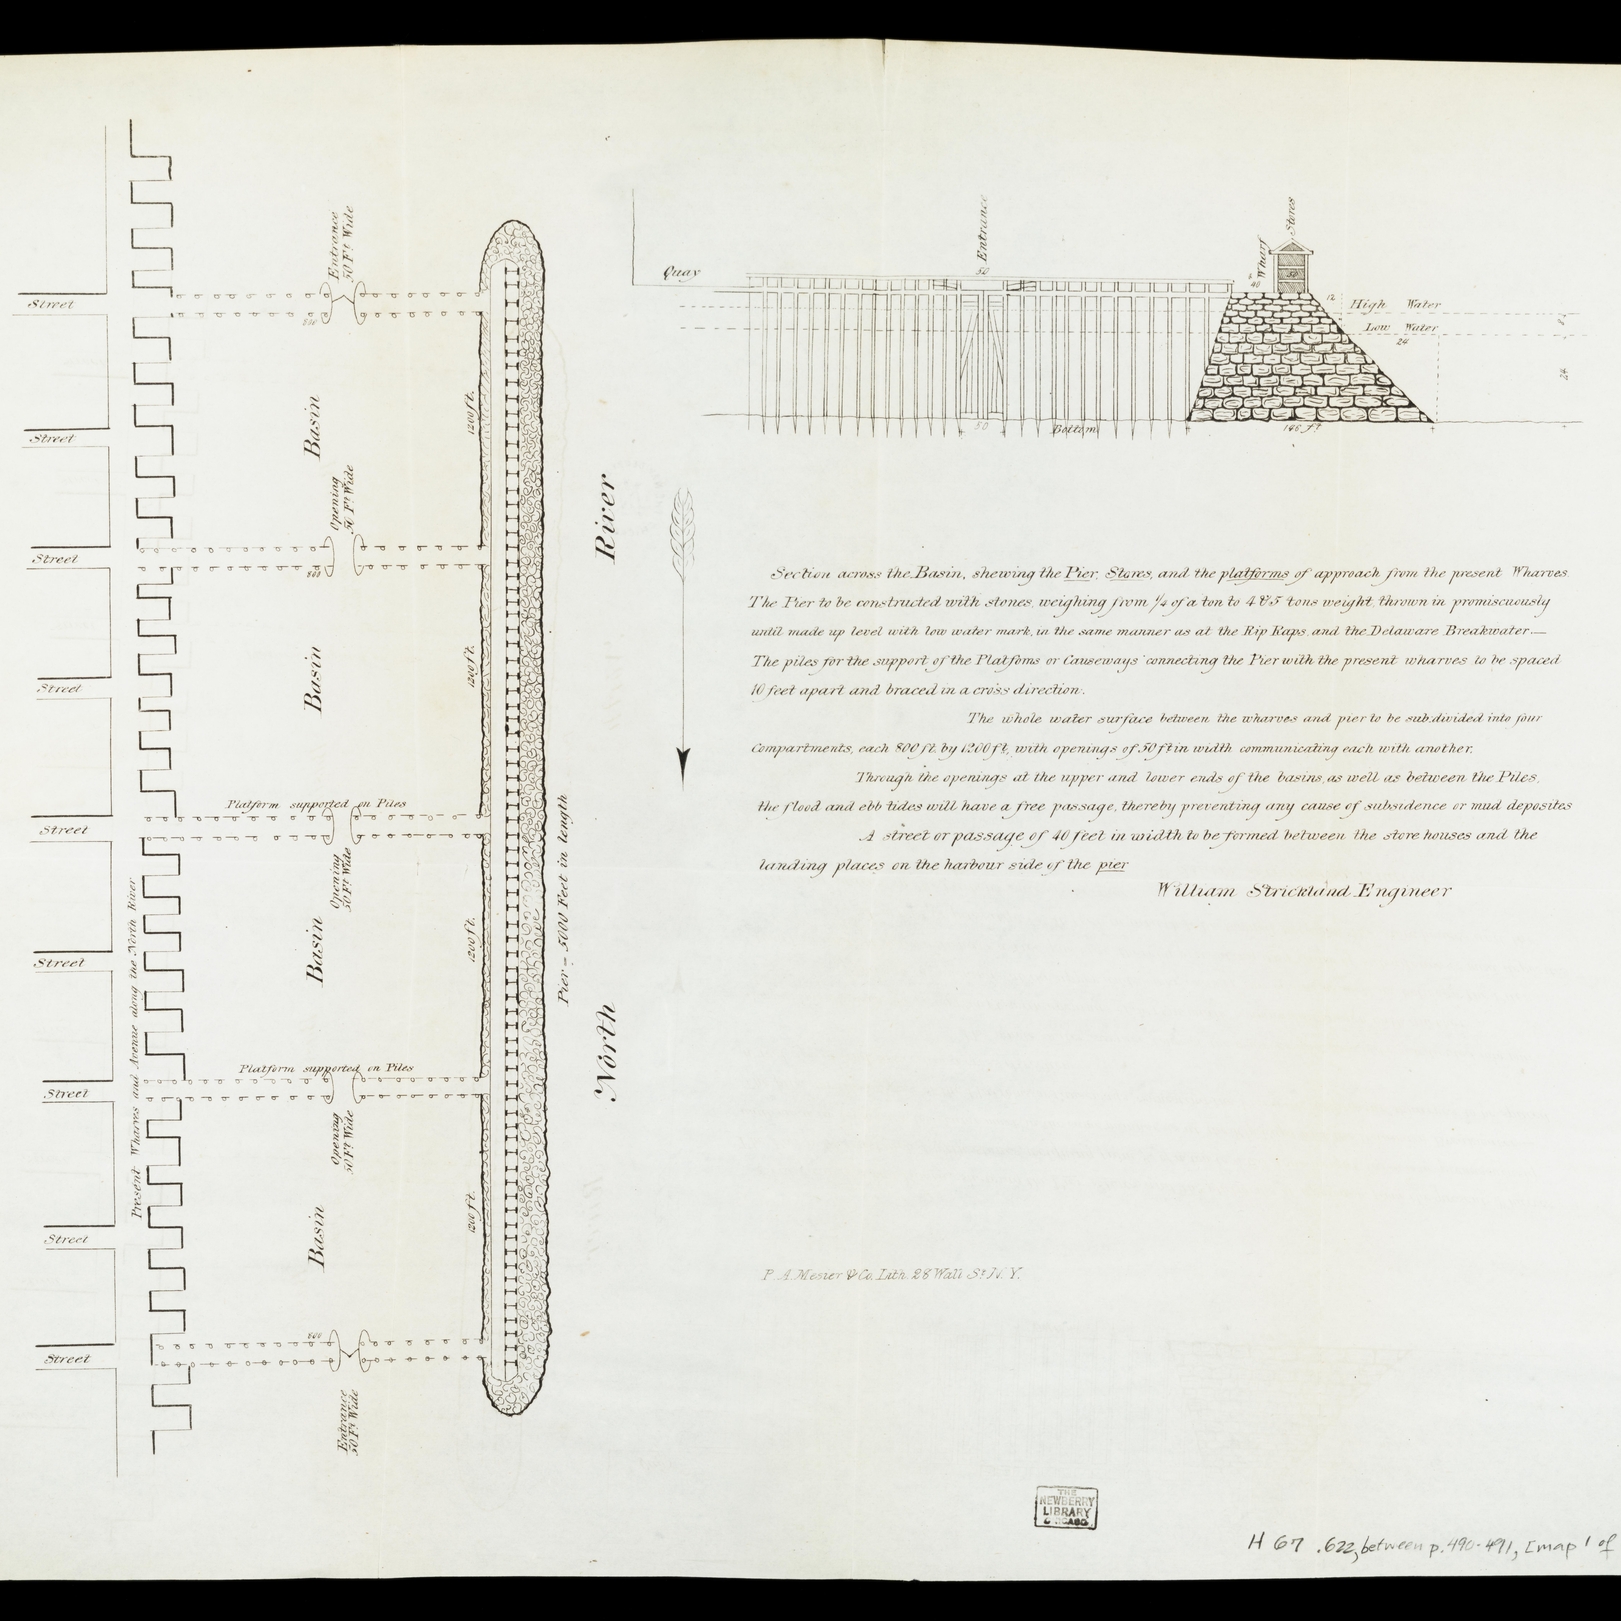 Street
Street
Street
Street
Street
Street
Street
Street
Street
Present Wharves and Avenue along the North River
Entrance
50 Ft Wide
800
Basin
1200 ft.
Opening
50 Ft Wide
800
Basin
1200 ft.
Platform supported on Piles
Opening
50 Ft Wide
Basin
1200 ft.
Platform supported on Piles
Opening
50 Ft Wide
Basin
1200 ft.
800
Entrance
50 Ft Wide
Pier = 5000 Feet in length
North River
Quay
Entrance
50
Wharf
40
Stores
50
12
High Water
Low Water
24
24
50
Bottom
146 ft
Section across the Basin, shewing the Pier, Stores, and the platforms of approach from the present Wharves.
The Pier to be constructed with stones, weighing from 1/4 of a ton to 4 & 5 tons weight, thrown in promiscuously
until made up level with low water mark, in the same manner as at the Rip Raps, and the Delaware Breakwater.—
The piles for the support of the Platfoms or Causeways connecting the Pier with the present wharves to be spaced
10 feet apart and braced in a cross direction.
The whole water surface between the wharves and pier to be sub.divided into four
Compartments, each 800 ft. by 1200 ft, with openings of 50 ft in width communicating each with another.
Through the openings at the upper and lower ends of the basins, as well as between the Piles,
the flood and ebb tides will have a free passage, thereby preventing any cause of subsidence or mud deposites
A street or passage of 40 feet in width to be formed between the store houses and the
landing places on the harbour side of the pier
William Strickland Engineer
P. A. Mesier & Co. Lith. 28 Wall St N. Y.
THE
NEWBERRY
LIBRARY
CHICAGO
H 67 .622, between p.490-491, [map 1 of